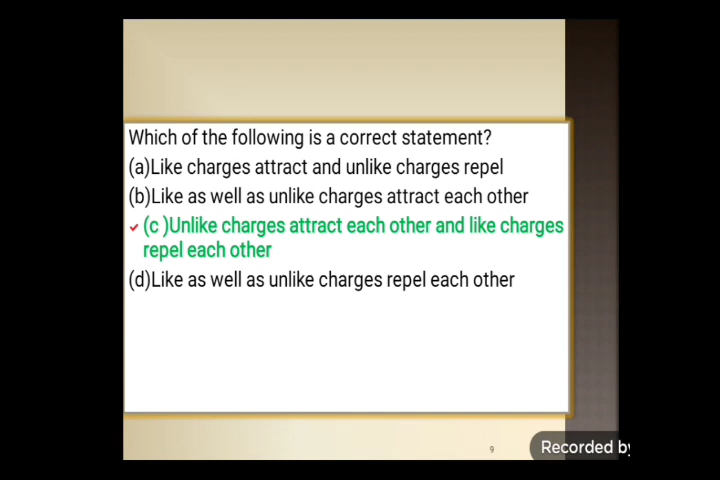 Which of the following is a correct statement?
(a)Like charges attract and unlike charges repel
(b)Like as well as unlike charges attract each other
(c )Unlike charges attract each other and like charges
repel each other
(d)Like as well as unlike charges repel each other
9
Recorded by